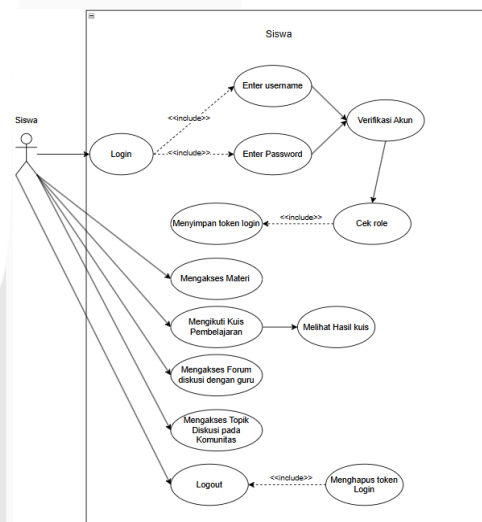 Siswa
Siswa
Enter username
<<include>>
Verifikasi Akun
Login
<<include>>
Enter Password
Menyimpan token login
<<include>>
Cek role
Mengakses Materi
Mengikuti Kuis
Pembelajaran
Melihat Hasil kuis
Mengakses Forum
diskusi dengan guru
Mengakses Topik
Diskusi pada
Komunitas
Logout
<<include>>
Menghapus token
Login